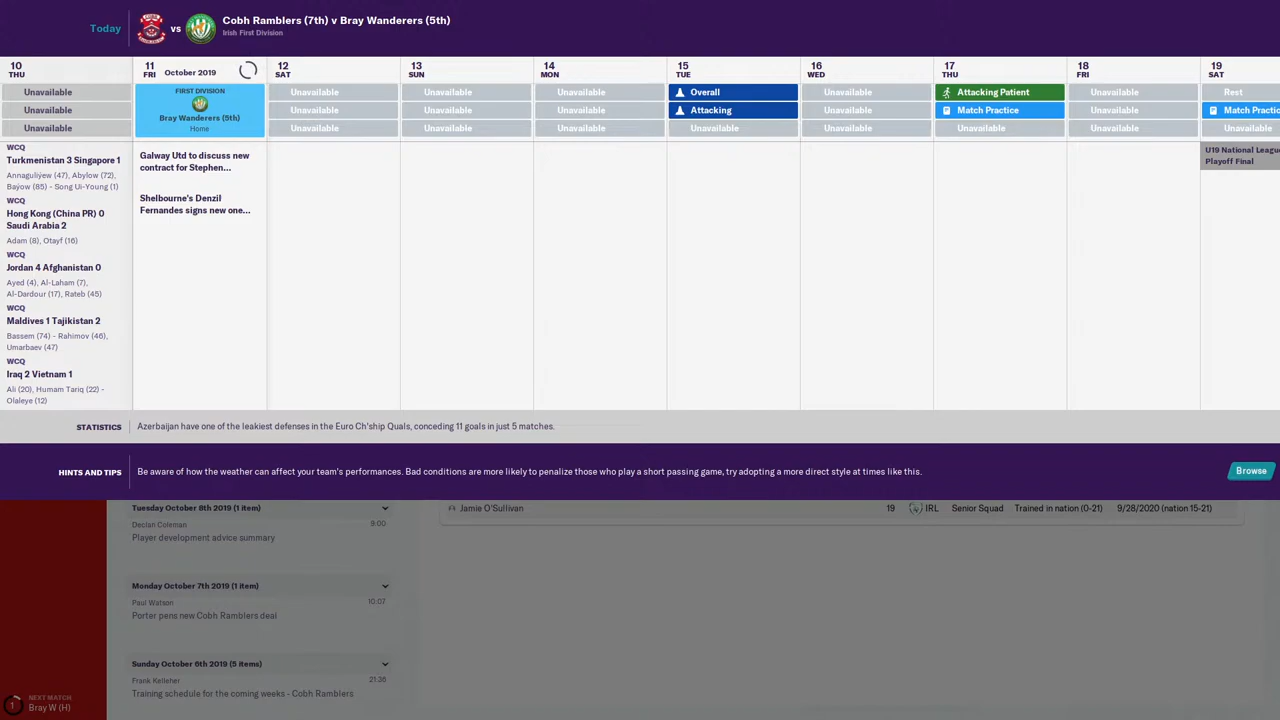 Today
vs
Cobh Ramblers (7th) v Bray Wanderers (5th)
Irish First Division
10
THU
11
FRI October 2019
12
SAT
13
SUN
14
MON
15
TUE
16
WED
17
THU
18
FRI
19
SAT
Unavailable
Unavailable
Unavailable
FIRST DIVISION
Bray Wanderers (5th)
Home
Unavailable
Unavailable
Unavailable
Unavailable
Unavailable
Unavailable
Unavailable
Unavailable
Unavailable
Overall
Attacking
Unavailable
Unavailable
Unavailable
Unavailable
Attacking Patient
Match Practice
Unavailable
Unavailable
Unavailable
Unavailable
Rest
Match Practic
Unavailable
WCQ
Turkmenistan 3 Singapore 1
Annagulyýew (47), Abylow (72),
Baýow (85) - Song Ui-Young (1)
WCQ
Hong Kong (China PR) 0
Saudi Arabia 2
Adam (8), Otayf (16)
WCQ
Jordan 4 Afghanistan 0
Ayed (4), Al-Laham (7),
Al-Dardour (17), Rateb (45)
WCQ
Maldives 1 Tajikistan 2
Bassem (74) - Rahimov (46),
Umarbaev (47)
WCQ
Iraq 2 Vietnam 1
Ali (20), Humam Tariq (22) -
Olaleye (12)
Galway Utd to discuss new
contract for Stephen...
Shelbourne's Denzil
Fernandes signs new one...
U19 National League
Playoff Final
STATISTICS
Azerbaijan have one of the leakiest defenses in the Euro Ch'ship Quals, conceding 11 goals in just 5 matches.
HINTS AND TIPS
Be aware of how the weather can affect your team's performances. Bad conditions are more likely to penalize those who play a short passing game, try adopting a more direct style at times like this.
Browse
Tuesday October 8th 2019 (1 item)
Declan Coleman 9:00
Player development advice summary
Jamie O'Sullivan 19 IRL Senior Squad Trained in nation (0-21) 9/28/2020 (nation 15-21)
Monday October 7th 2019 (1 item)
Paul Watson 10:07
Porter pens new Cobh Ramblers deal
Sunday October 6th 2019 (5 items)
Frank Kelleher 21:36
Training schedule for the coming weeks - Cobh Ramblers
1
NEXT MATCH
Bray W (H)